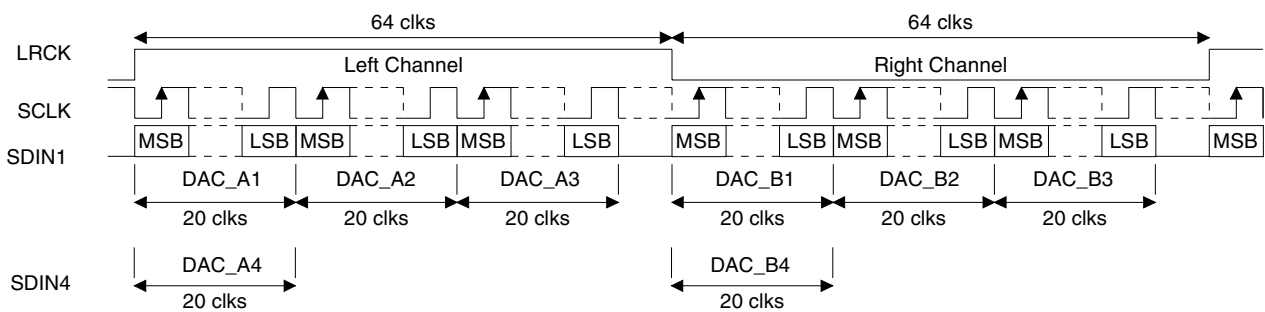 64 clks 64 clks
LRCK
Left Channel Right Channel
SCLK
MSB LSB MSB LSB MSB LSB MSB LSB MSB LSB MSB LSB MSB
SDIN1
DAC_A1 DAC_A2 DAC_A3 DAC_B1 DAC_B2 DAC_B3
20 clks 20 clks 20 clks 20 clks 20 clks 20 clks
DAC_A4 DAC_B4
SDIN4
20 clks 20 clks